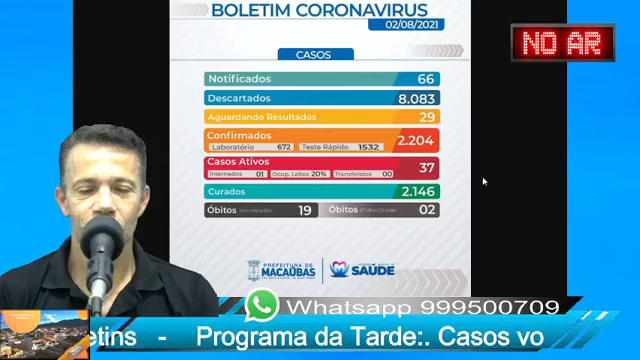 BOLETIM CORONAVIRUS
02/08/2021
NO AR
CASOS
Notificados 66
Descartados 8.083
Aguardando Resultados 29
Confirmados 2.204
Laboratório 672 Teste Rápido 1532
Casos Ativos 37
Internados 01 Ocup. Leitos 20% Transferidos 00
Curados 2.146
Óbitos 19 Óbitos 02
PREFEITURA DE
MACAÚBAS
SAÚDE
Whatsapp 999500709
etins - Programa da Tarde:. Casos vo